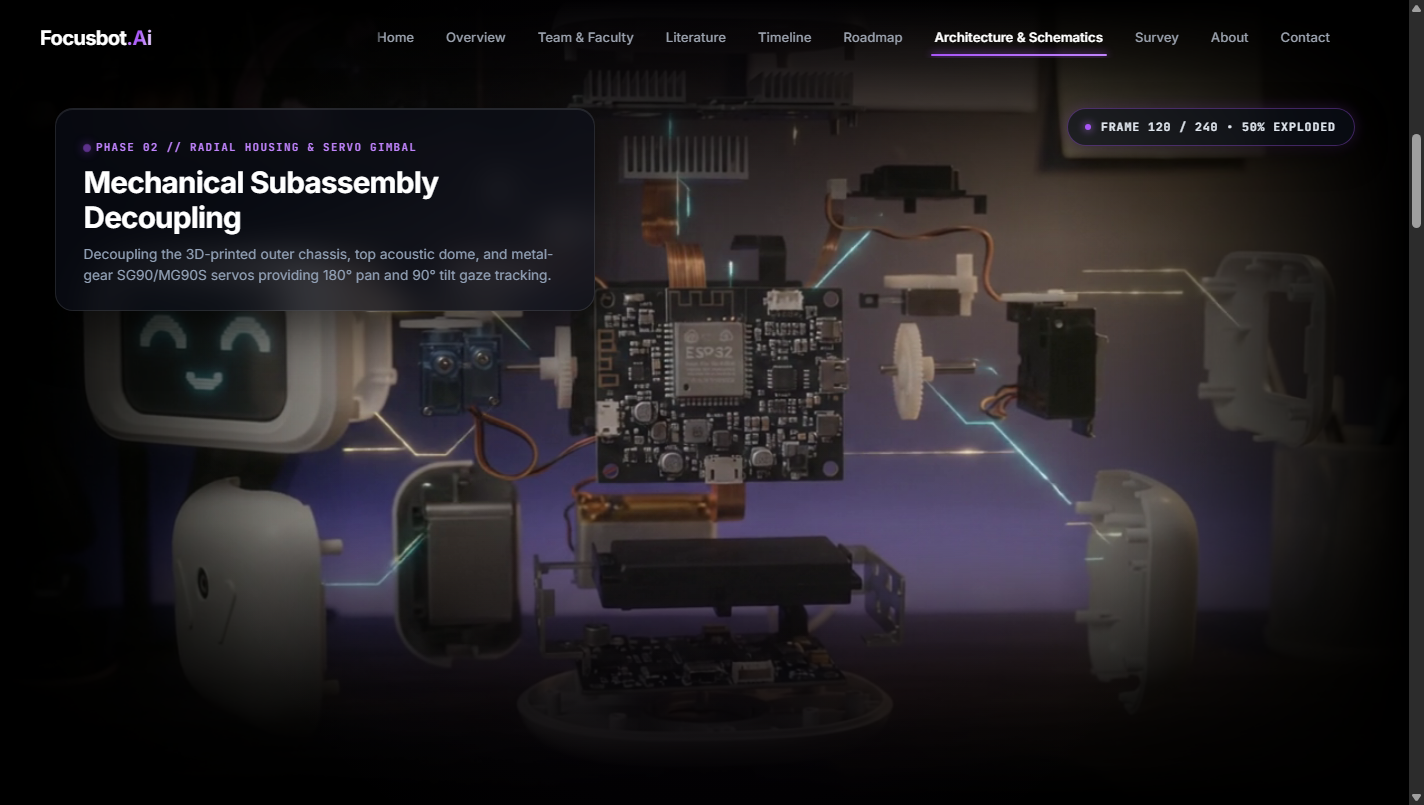 Focusbot.Ai
Home Overview Team & Faculty Literature Timeline Roadmap Architecture & Schematics Survey About Contact
PHASE 02 // RADIAL HOUSING & SERVO GIMBAL
Mechanical Subassembly
Decoupling
Decoupling the 3D-printed outer chassis, top acoustic dome, and metal-
gear SG90/MG90S servos providing 180° pan and 90° tilt gaze tracking.
FRAME 120 / 240 • 50% EXPLODED
ESP32